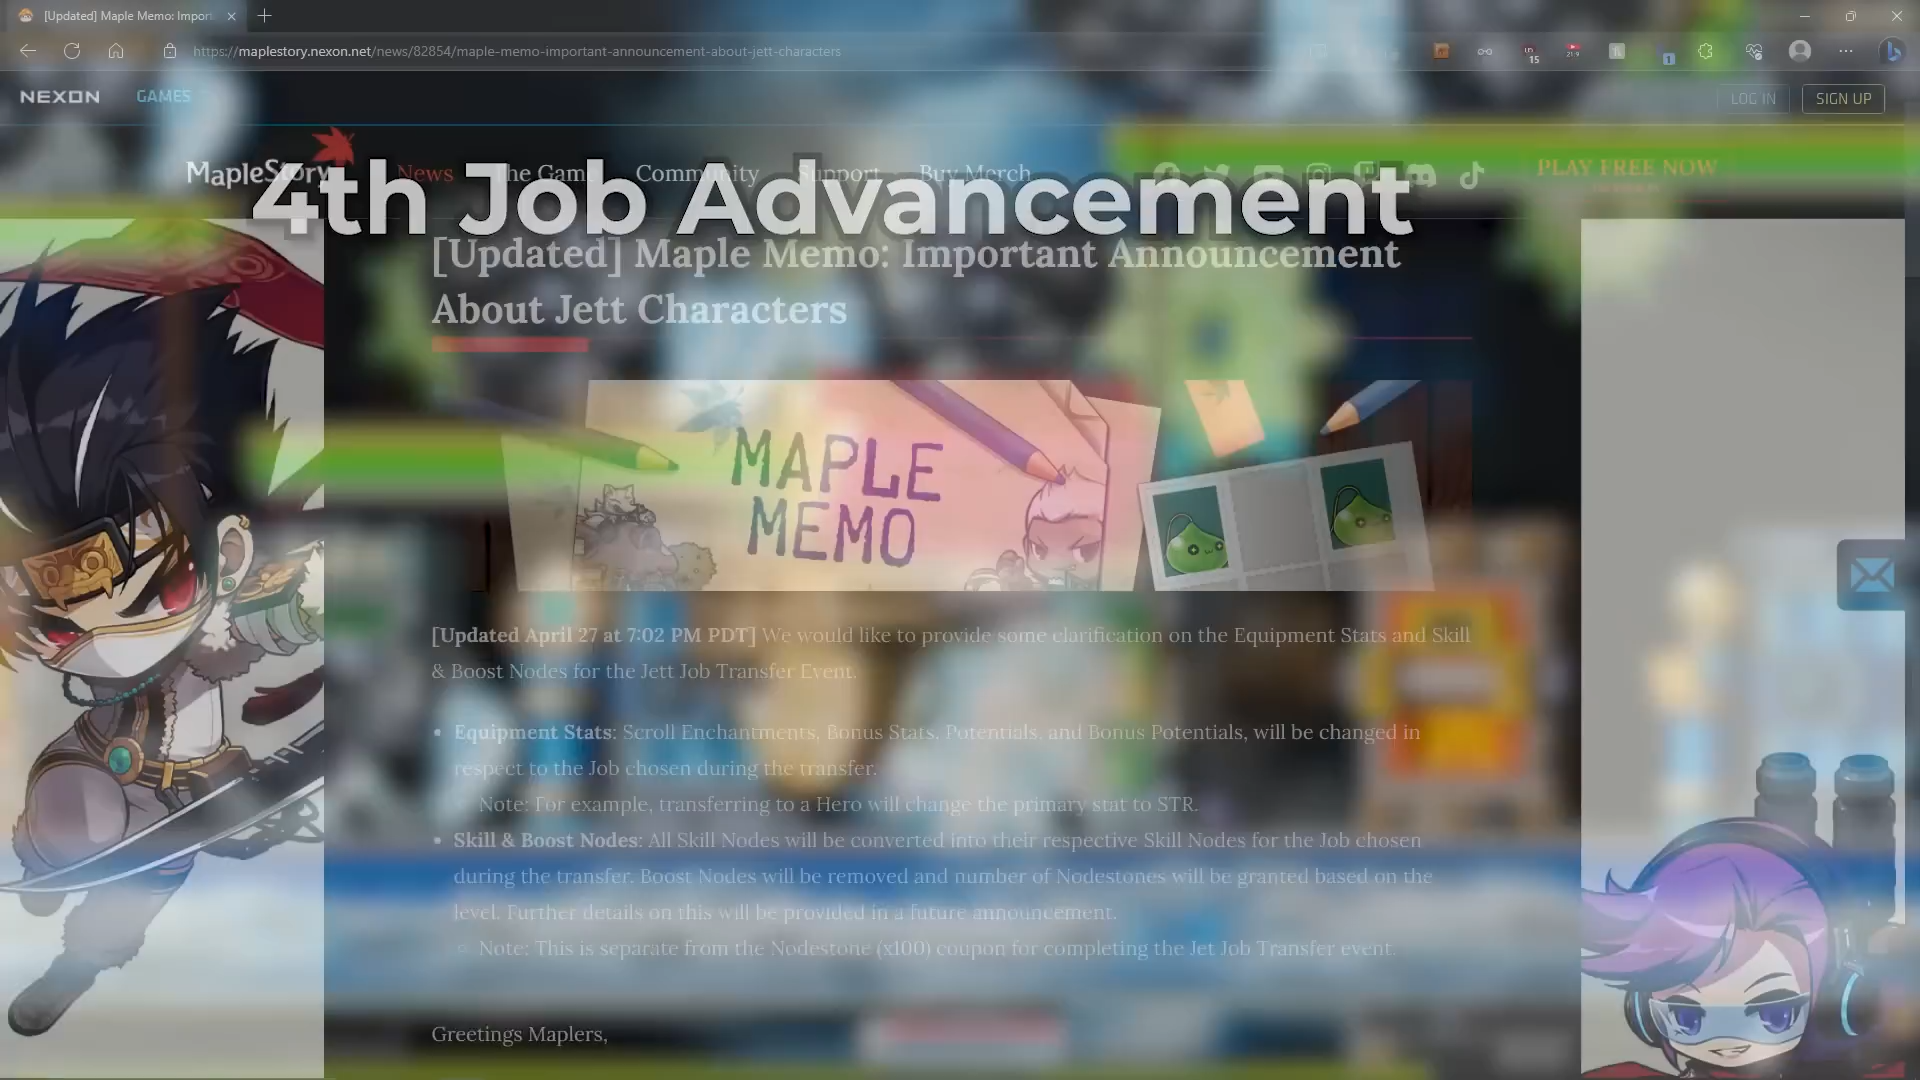 [Updated] Maple Memo: Impor
https://maplestory.nexon.net/news/82854/maple-memo-important-announcement-about-jett-characters
15
21:9
1
NEXON GAMES LOG IN SIGN UP
MapleStory News The Game Community Support Buy Merch PLAY FREE NOW
4th Job Advancement
[Updated] Maple Memo: Important Announcement
About Jett Characters
MAPLE
MEMO
[Updated April 27 at 7:02 PM PDT] We would like to provide some clarification on the Equipment Stats and Skill
& Boost Nodes for the Jett Job Transfer Event.
• Equipment Stats: Scroll Enchantments, Bonus Stats, Potentials, and Bonus Potentials, will be changed in
respect to the Job chosen during the transfer.
Note: For example, transferring to a Hero will change the primary stat to STR.
• Skill & Boost Nodes: All Skill Nodes will be converted into their respective Skill Nodes for the Job chosen
during the transfer. Boost Nodes will be removed and number of Nodestones will be granted based on the
level. Further details on this will be provided in a future announcement.
Note: This is separate from the Nodestone (x100) coupon for completing the Jet Job Transfer event.
Greetings Maplers,